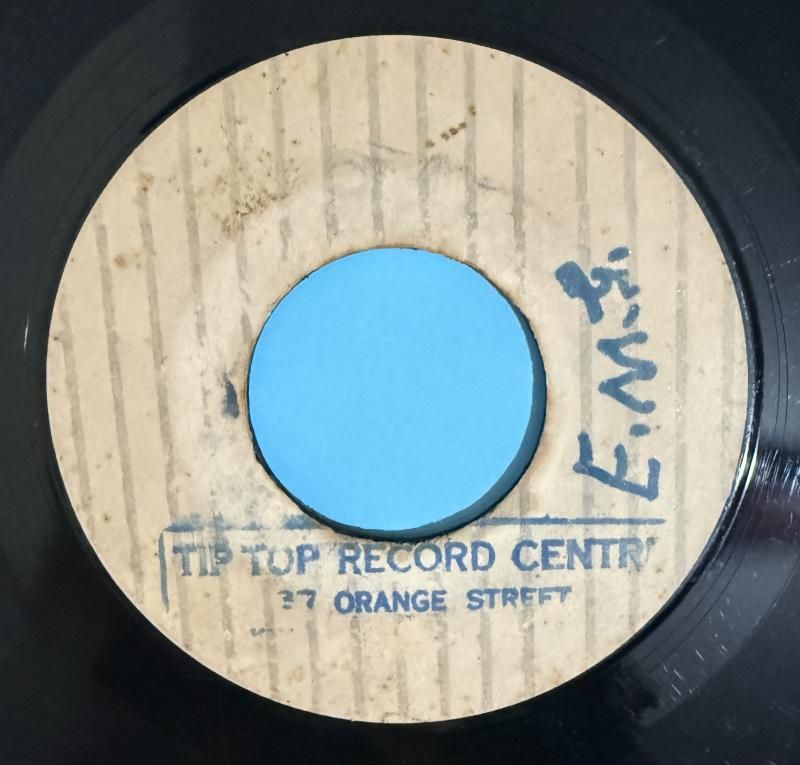 TIP TOP RECORD CENTR
37 ORANGE STREET
E.M.